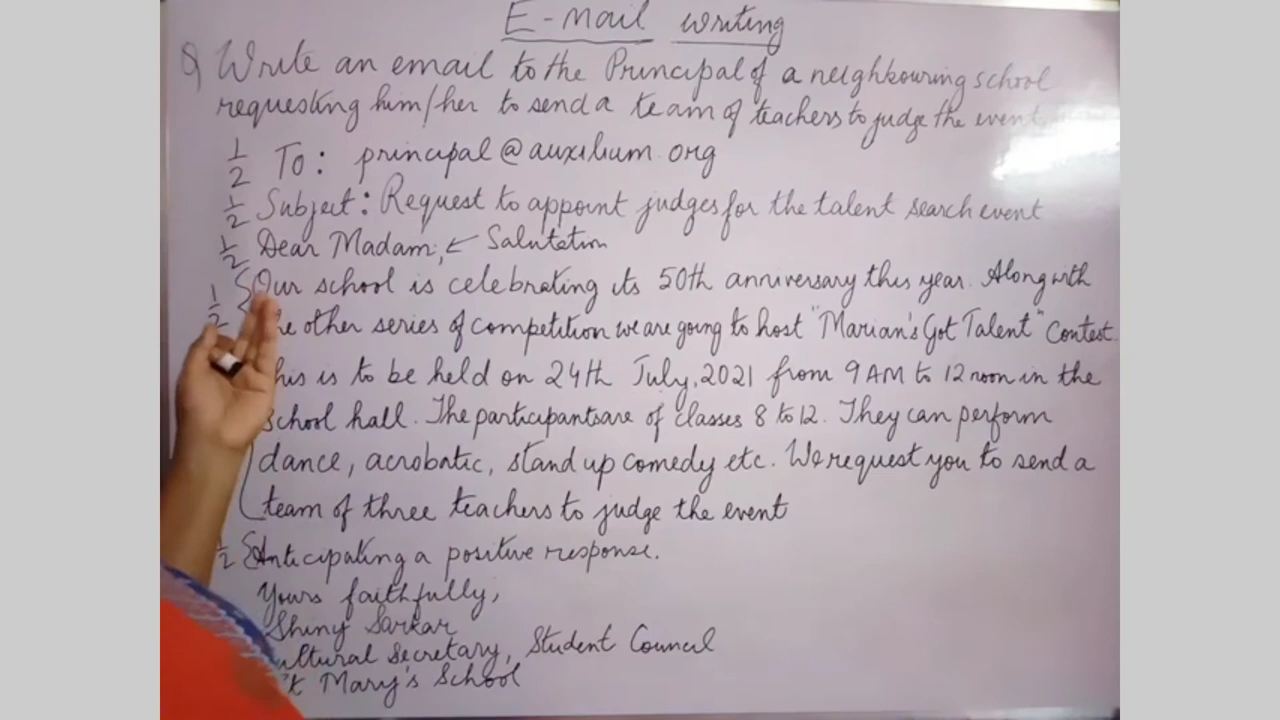 E-mail writing
Q Write an email to the Principal of a neighbouring school
requesting him/her to send a team of teachers to judge the event
1/2 To: principal@auxilium.org
1/2 Subject: Request to appoint judges for the talent search event
1/2 Dear Madam, ← Salutation
1/2 { Our school is celebrating its 50th anniversary this year. Along with
he other series of competition we are going to host "Marian's Got Talent" contest.
his is to be held on 24th July, 2021 from 9 AM to 12 noon in the
school hall. The participants are of classes 8 to 12. They can perform
dance, acrobatic, stand up comedy etc. We request you to send a
team of three teachers to judge the event
1/2 { Anticipating a positive response.
Yours faithfully,
Shiny Sarkar
ultural Secretary, Student Council
t Mary's School